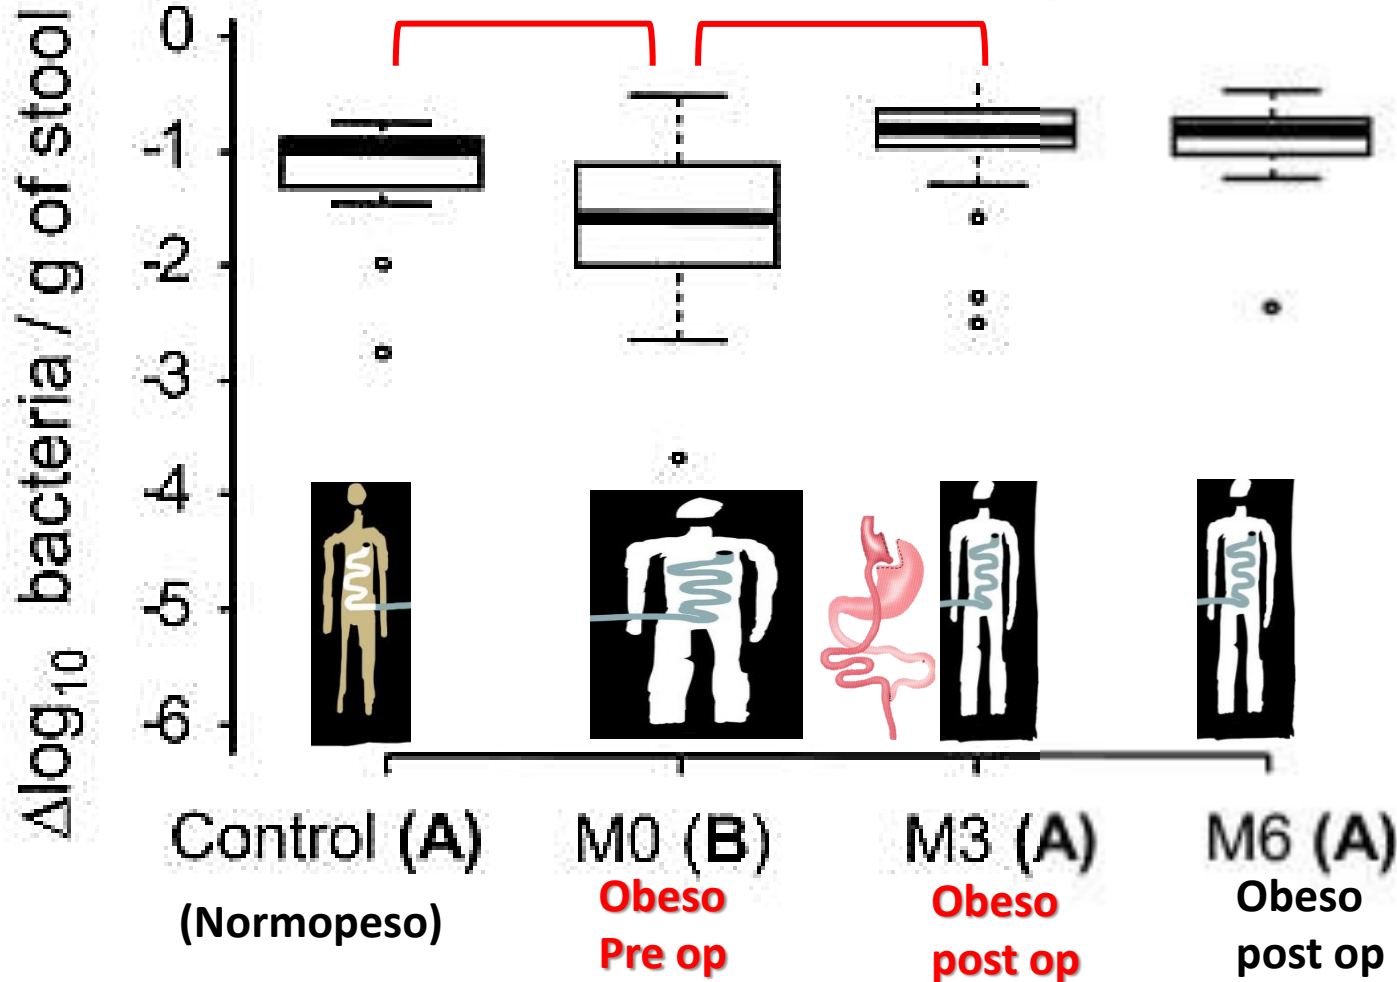 Δlog10 bacteria / g of stool
0
-1
-2
-3
-4
-5
-6
Control (A)
M0 (B)
M3 (A)
M6 (A)
(Normopeso)
Obeso
Pre op
Obeso
post op
Obeso
post op